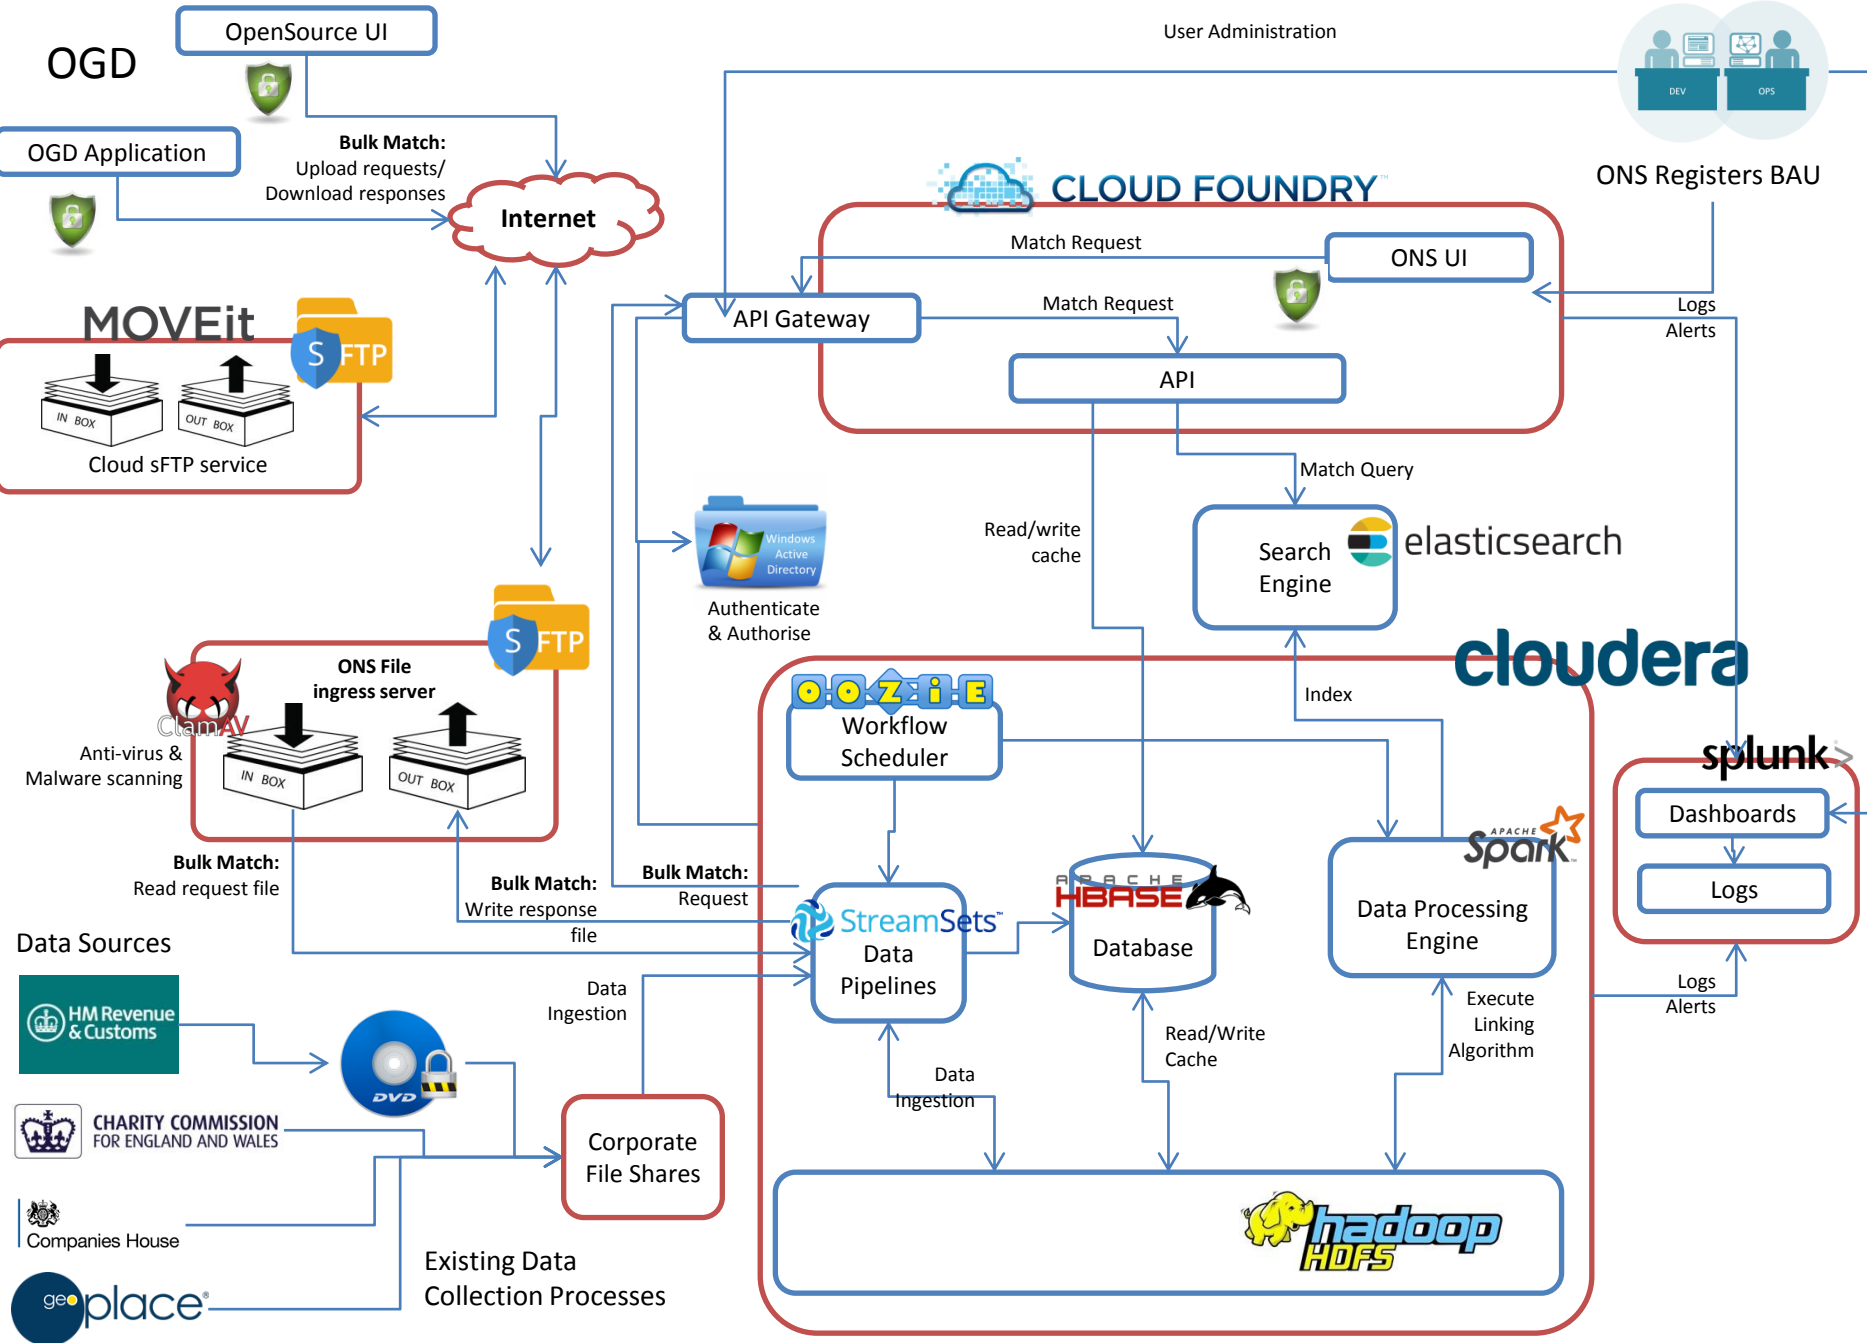 OpenSource UI
OGD
OGD Application
Bulk Match:
Upload requests/
Download responses
Internet
User Administration
DEV
OPS
ONS Registers BAU
CLOUD FOUNDRY™
Match Request
ONS UI
API Gateway
Match Request
API
Logs
Alerts
MOVEit
S FTP
IN BOX
OUT BOX
Cloud sFTP service
Match Query
Windows
Active
Directory
Authenticate
& Authorise
Read/write
cache
Search
Engine
elasticsearch
S FTP
ONS File
ingress server
ClamAV
Anti-virus &
Malware scanning
IN BOX
OUT BOX
cloudera
OOZiE
Workflow
Scheduler
Index
splunk>
Dashboards
Logs
APACHE
Spark™
Data Processing
Engine
Bulk Match:
Read request file
Bulk Match:
Write response
file
Bulk Match:
Request
StreamSets™
Data
Pipelines
APACHE
HBASE
Database
Data Sources
HM Revenue
& Customs
DVD
Data
Ingestion
Data
Ingestion
Read/Write
Cache
Execute
Linking
Algorithm
Logs
Alerts
CHARITY COMMISSION
FOR ENGLAND AND WALES
Corporate
File Shares
Companies House
geoplace®
Existing Data
Collection Processes
hadoop
HDFS